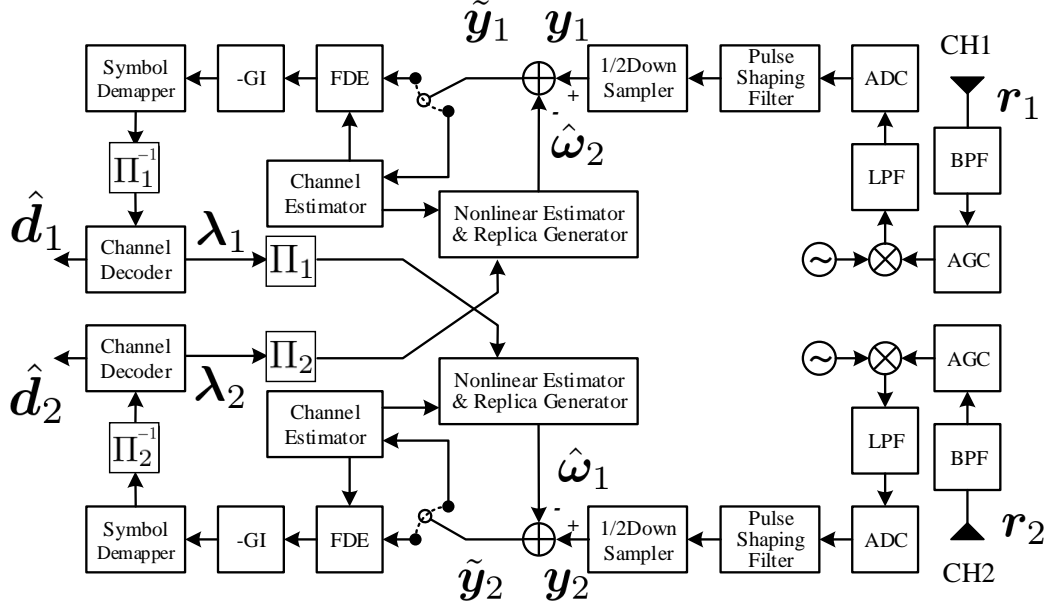 ỹ₁ y₁
CH1
Symbol
Demapper
-GI
FDE
+
-
1/2Down
Sampler
Pulse
Shaping
Filter
ADC
r₁
ω̂₂
Π₁⁻¹
Channel
Estimator
Nonlinear Estimator
& Replica Generator
LPF
BPF
d̂₁
Channel
Decoder
λ₁
Π₁
~
AGC
d̂₂
Channel
Decoder
λ₂
Π₂
Nonlinear Estimator
& Replica Generator
~
AGC
Π₂⁻¹
Channel
Estimator
ω̂₁
LPF
BPF
Symbol
Demapper
-GI
FDE
-
+
1/2Down
Sampler
Pulse
Shaping
Filter
ADC
r₂
ỹ₂ y₂
CH2